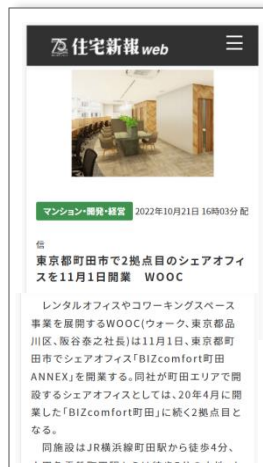 75 住宅新報web
マンション・開発・経営 2022年10月21日 16時03分 配
信
東京都町田市で2拠点目のシェアオフィ
スを11月1日開業 WOOC
レンタルオフィスやコワーキングスペース
事業を展開するWOOC(ウォーク、東京都品
川区、阪谷泰之社長)は11月1日、東京都町
田市でシェアオフィス「BIZcomfort町田
ANNEX」を開業する。同社が町田エリアで開
設するシェアオフィスとしては、20年4月に開
業した「BIZcomfort町田」に続く2拠点目と
なる。
同施設はJR横浜線町田駅から徒歩4分、